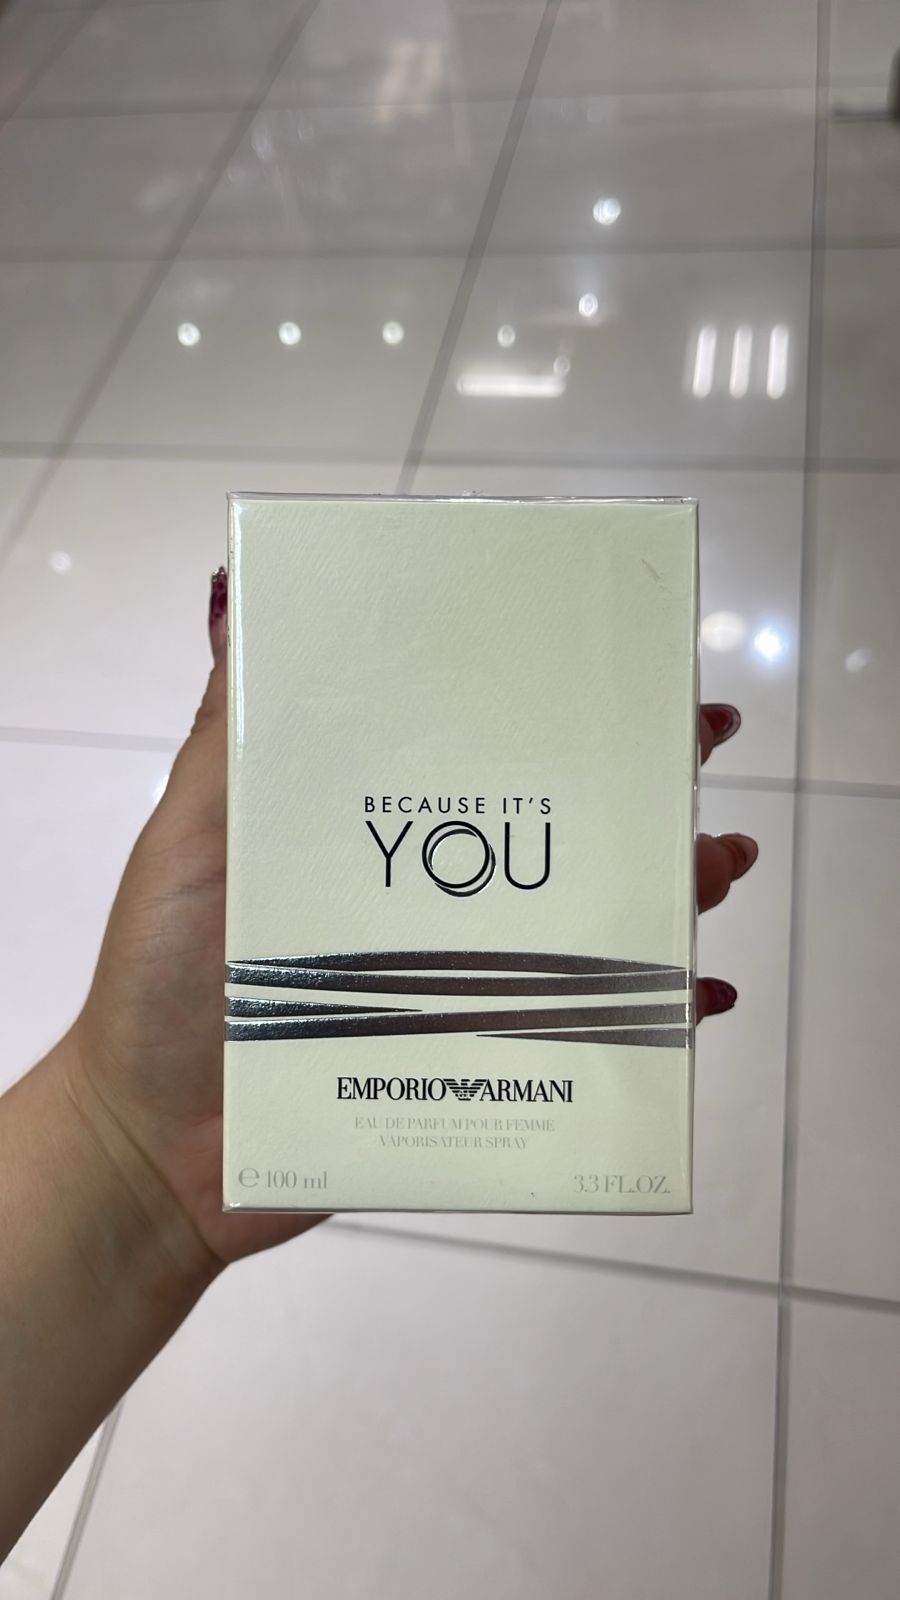 BECAUSE IT'S
YOU
EMPORIO ARMANI
EAU DE PARFUM POUR FEMME
VAPORISATEUR SPRAY
℮ 100 ml 3.3 FL.OZ.